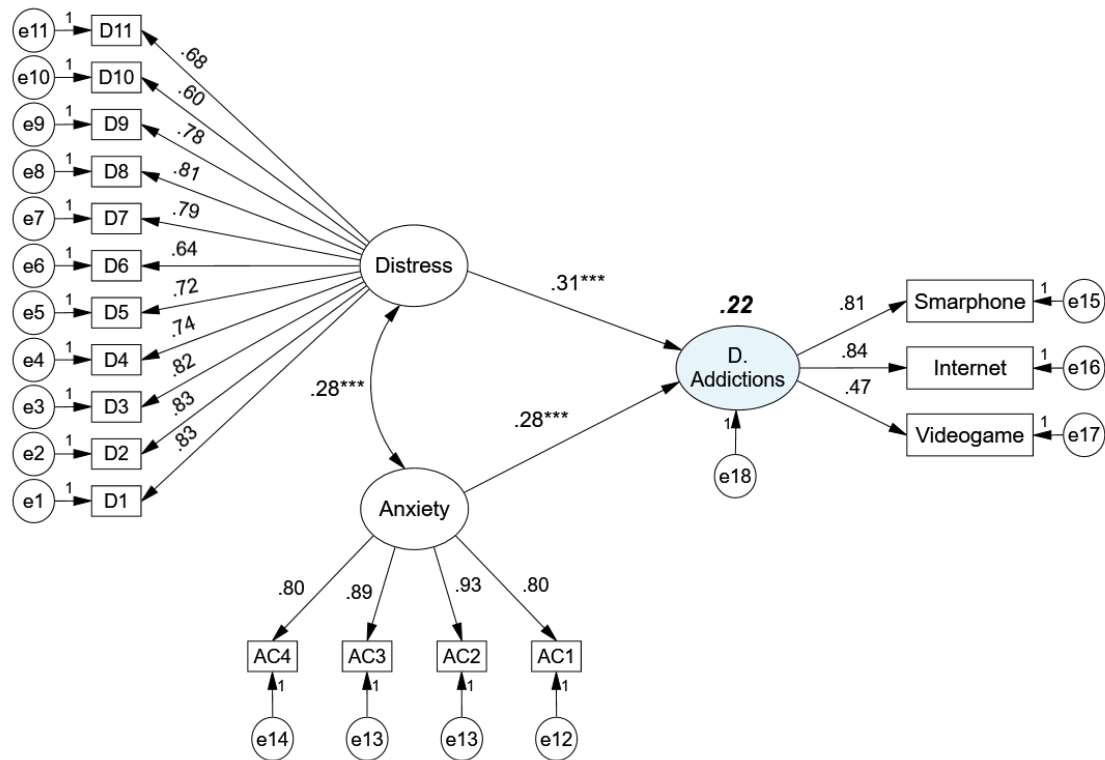 e11 1 D11
.68
e10 1 D10
.60
e9 1 D9
.78
e8 1 D8
.81
e7 1 D7
.79
e6 1 D6
.64
e5 1 D5
.72
e4 1 D4
.74
e3 1 D3
.82
e2 1 D2
.83
e1 1 D1
.83
Distress
.31***
.28***
Anxiety
.28***
.22
D.
Addictions
1
e18
.81
Smarphone 1 e15
.84
Internet 1 e16
.47
Videogame 1 e17
.80 .89 .93 .80
AC4 AC3 AC2 AC1
1 1 1 1
e14 e13 e13 e12